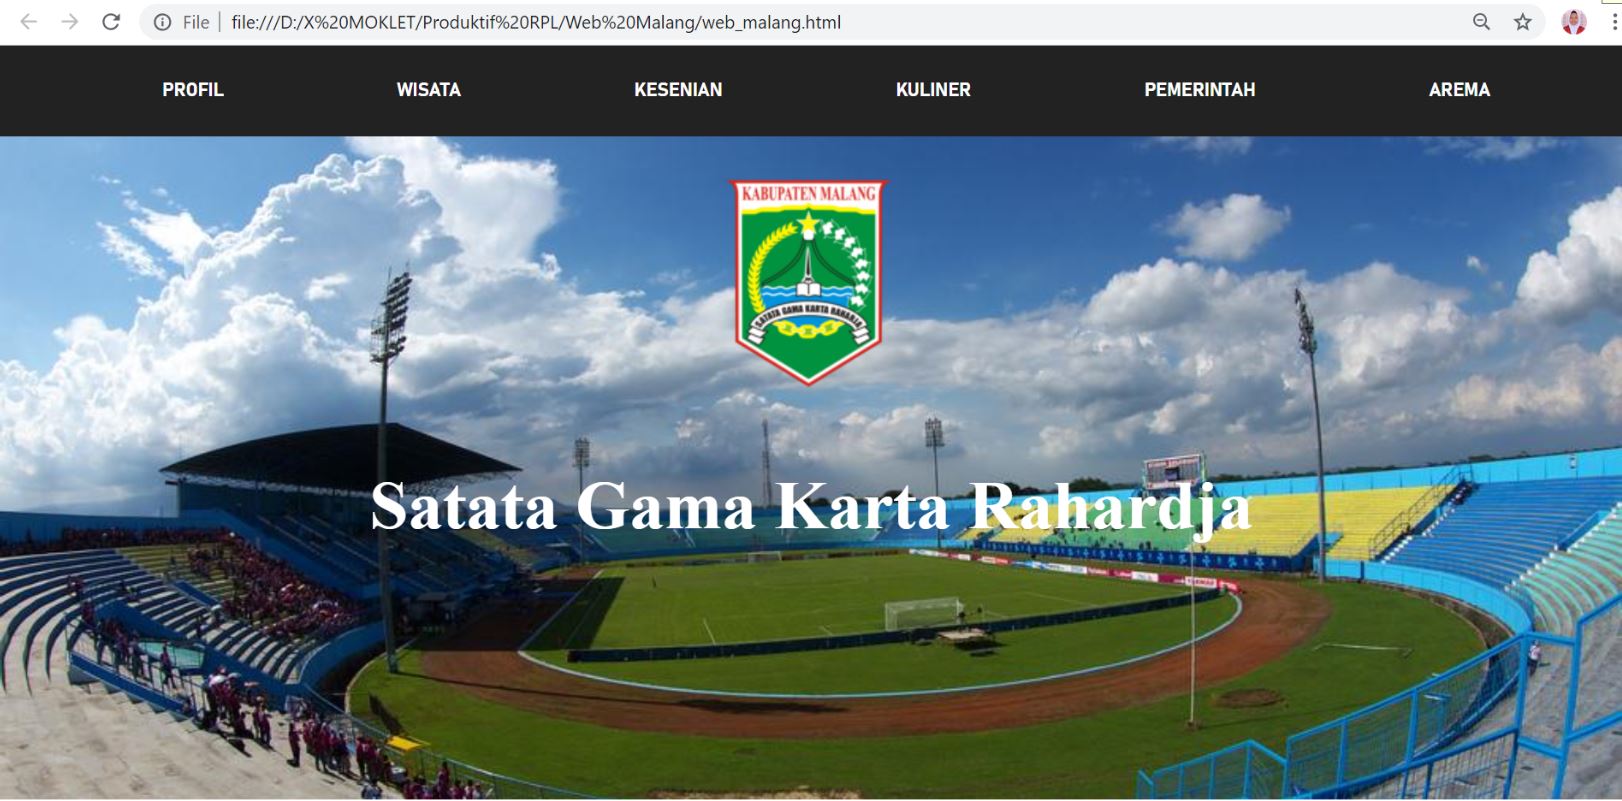 File | file:///D:/X%20MOKLET/Produktif%20RPL/Web%20Malang/web_malang.html
PROFIL WISATA KESENIAN KULINER PEMERINTAH AREMA
KABUPATEN MALANG
SATATA GAMA KARTA RAHARDJA
Satata Gama Karta Rahardja